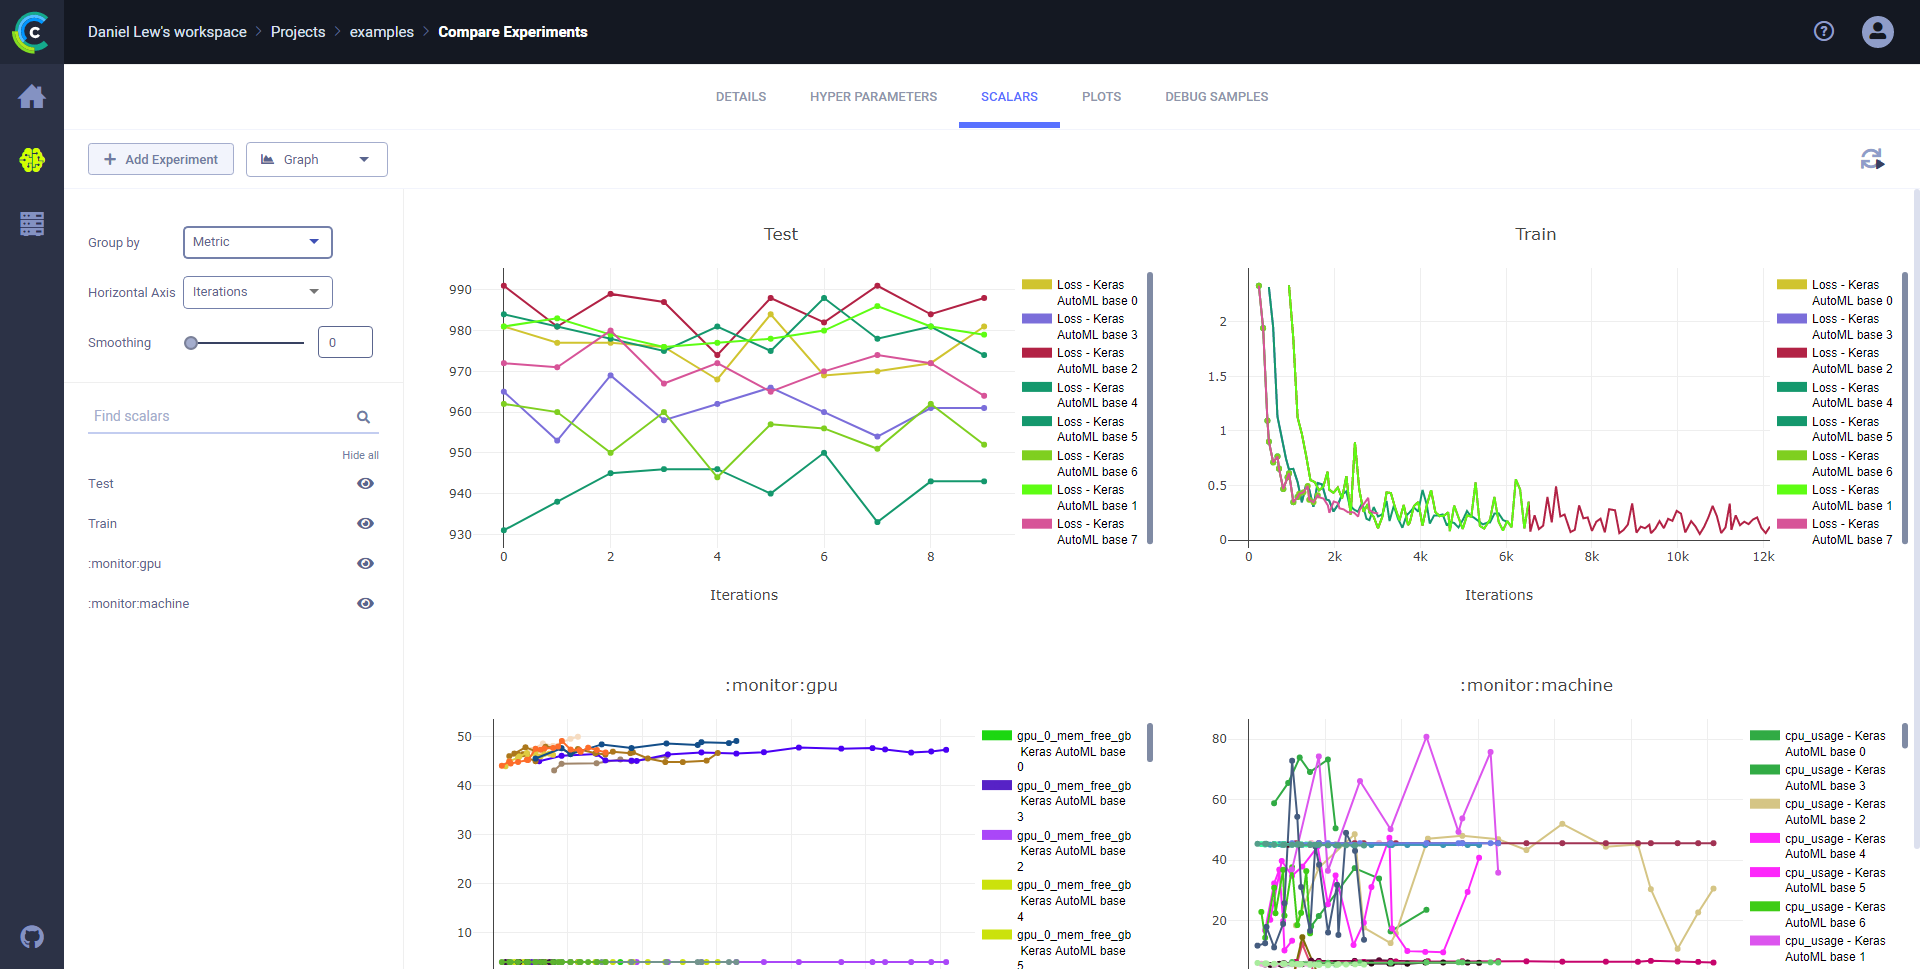 Daniel Lew's workspace > Projects > examples > Compare Experiments
?
DETAILS
HYPER PARAMETERS
SCALARS
PLOTS
DEBUG SAMPLES
+ Add Experiment
Graph
Group by
Metric
Horizontal Axis
Iterations
Smoothing
0
Find scalars
Hide all
Test
Train
:monitor:gpu
:monitor:machine
Test
990
980
970
960
950
940
930
0 2 4 6 8
Iterations
Loss - Keras
AutoML base 0
Loss - Keras
AutoML base 3
Loss - Keras
AutoML base 2
Loss - Keras
AutoML base 4
Loss - Keras
AutoML base 5
Loss - Keras
AutoML base 6
Loss - Keras
AutoML base 1
Loss - Keras
AutoML base 7
Train
2
1.5
1
0.5
0
0 2k 4k 6k 8k 10k 12k
Iterations
Loss - Keras
AutoML base 0
Loss - Keras
AutoML base 3
Loss - Keras
AutoML base 2
Loss - Keras
AutoML base 4
Loss - Keras
AutoML base 5
Loss - Keras
AutoML base 6
Loss - Keras
AutoML base 1
Loss - Keras
AutoML base 7
:monitor:gpu
50
40
30
20
10
gpu_0_mem_free_gb
Keras AutoML base
0
gpu_0_mem_free_gb
Keras AutoML base
3
gpu_0_mem_free_gb
Keras AutoML base
2
gpu_0_mem_free_gb
Keras AutoML base
4
gpu_0_mem_free_gb
Keras AutoML base
5
:monitor:machine
80
60
40
20
cpu_usage - Keras
AutoML base 0
cpu_usage - Keras
AutoML base 3
cpu_usage - Keras
AutoML base 2
cpu_usage - Keras
AutoML base 4
cpu_usage - Keras
AutoML base 5
cpu_usage - Keras
AutoML base 6
cpu_usage - Keras
AutoML base 1